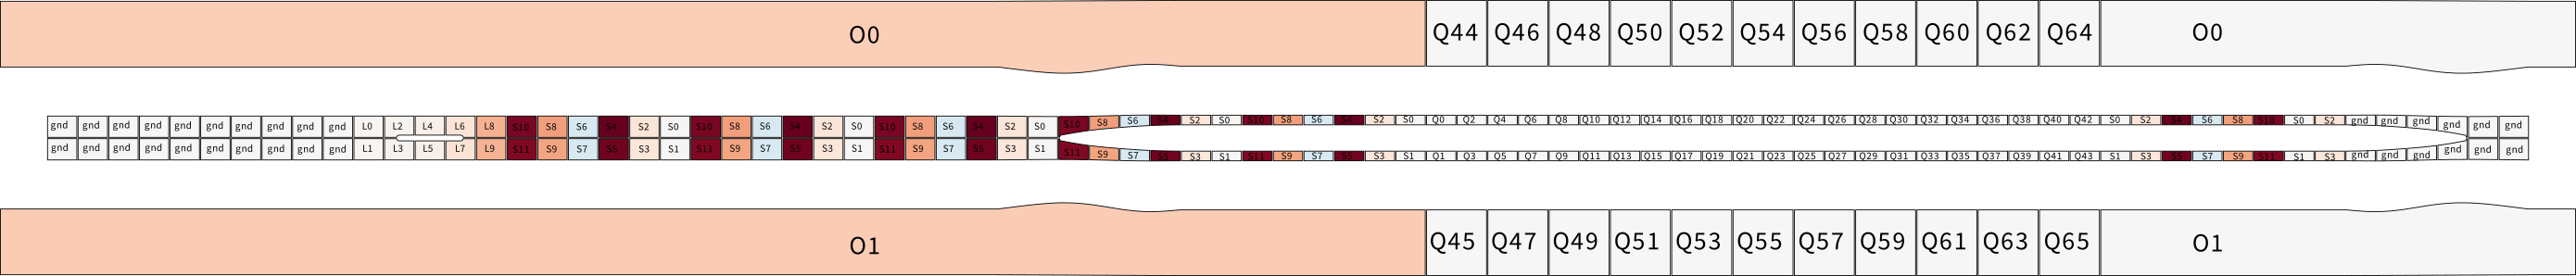 O0 Q44 Q46 Q48 Q50 Q52 Q54 Q56 Q58 Q60 Q62 Q64 O0
gnd gnd gnd gnd gnd gnd gnd gnd gnd gnd L0 L2 L4 L6 L8 S10 S8 S6 S4 S2 S0 S10 S8 S6 S4 S2 S0 S10 S8 S6 S4 S2 S0 S10 S8 S6 S4 S2 S0 S10 S8 S6 S4 S2 S0 Q0 Q2 Q4 Q6 Q8 Q10 Q12 Q14 Q16 Q18 Q20 Q22 Q24 Q26 Q28 Q30 Q32 Q34 Q36 Q38 Q40 Q42 S0 S2 S4 S6 S8 S10 S0 S2 gnd gnd gnd gnd gnd gnd
gnd gnd gnd gnd gnd gnd gnd gnd gnd gnd L1 L3 L5 L7 L9 S11 S9 S7 S5 S3 S1 S11 S9 S7 S5 S3 S1 S11 S9 S7 S5 S3 S1 S11 S9 S7 S5 S3 S1 S11 S9 S7 S5 S3 S1 Q1 Q3 Q5 Q7 Q9 Q11 Q13 Q15 Q17 Q19 Q21 Q23 Q25 Q27 Q29 Q31 Q33 Q35 Q37 Q39 Q41 Q43 S1 S3 S5 S7 S9 S11 S1 S3 gnd gnd gnd gnd gnd gnd
O1 Q45 Q47 Q49 Q51 Q53 Q55 Q57 Q59 Q61 Q63 Q65 O1